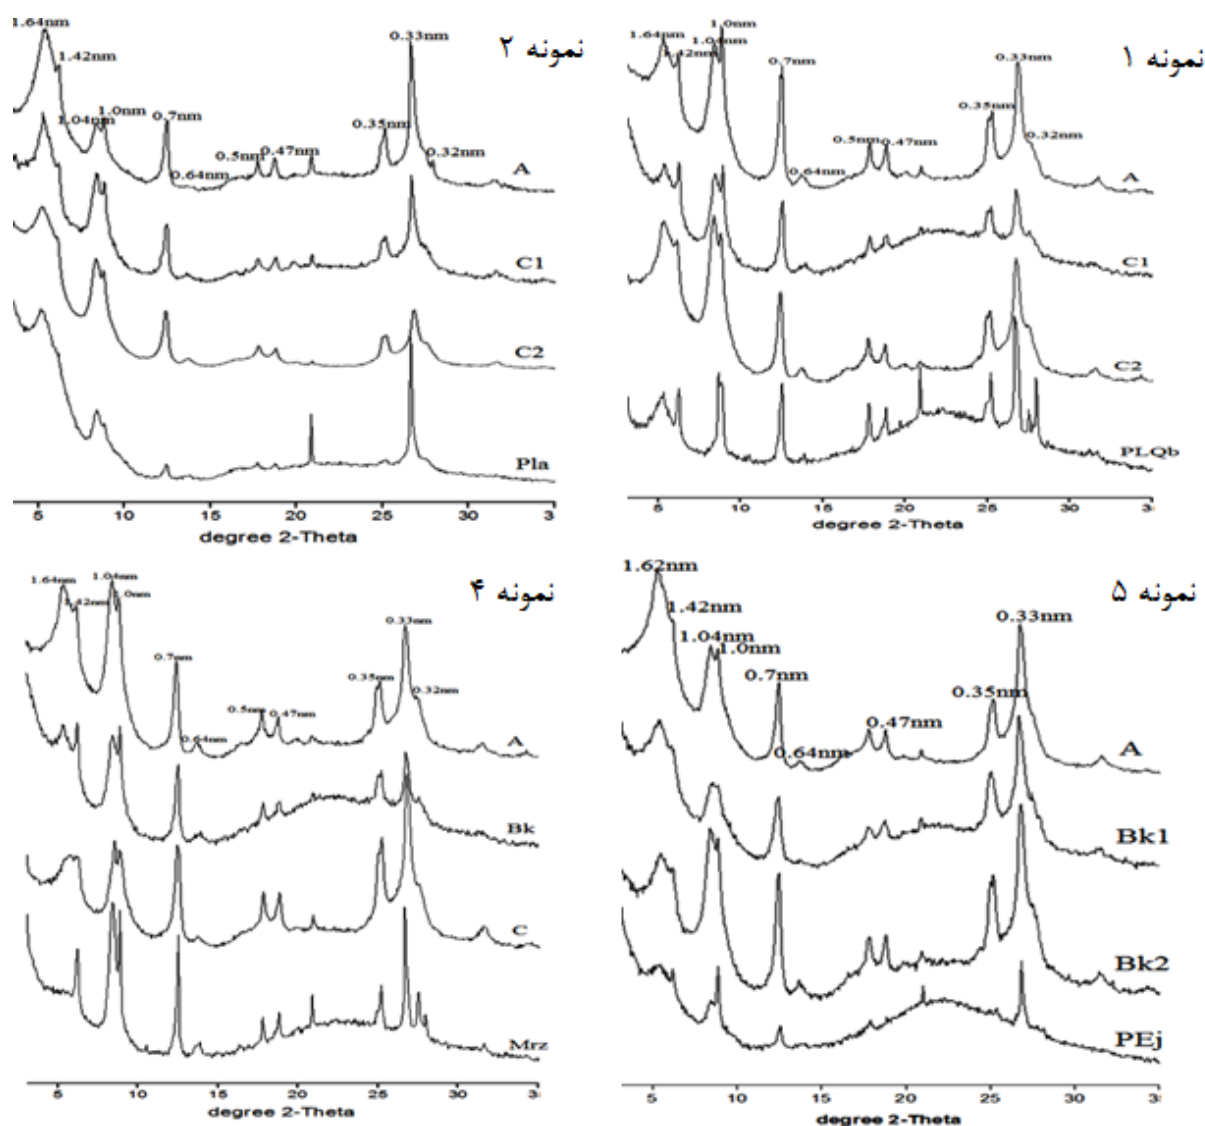 نمونه ۲
1.64nm
1.42nm
1.04nm
1.0nm
0.7nm
0.64nm
0.5nm
0.47nm
0.35nm
0.33nm
0.32nm
A
C1
C2
Pla
5 10 15 20 25 30 3
degree 2-Theta
نمونه ۱
1.64nm
1.42nm
1.04nm
1.0nm
0.7nm
0.64nm
0.5nm
0.47nm
0.35nm
0.33nm
0.32nm
A
C1
C2
PLQb
5 10 15 20 25 30 3
degree 2-Theta
نمونه ۴
1.64nm
1.42nm
1.04nm
1.0nm
0.7nm
0.64nm
0.5nm
0.47nm
0.35nm
0.33nm
0.32nm
A
Bk
C
Mrz
5 10 15 20 25 30 3
degree 2-Theta
نمونه ۵
1.62nm
1.42nm
1.04nm
1.0nm
0.7nm
0.64nm
0.47nm
0.35nm
0.33nm
A
Bk1
Bk2
PEj
5 10 15 20 25 30 3
degree 2-Theta